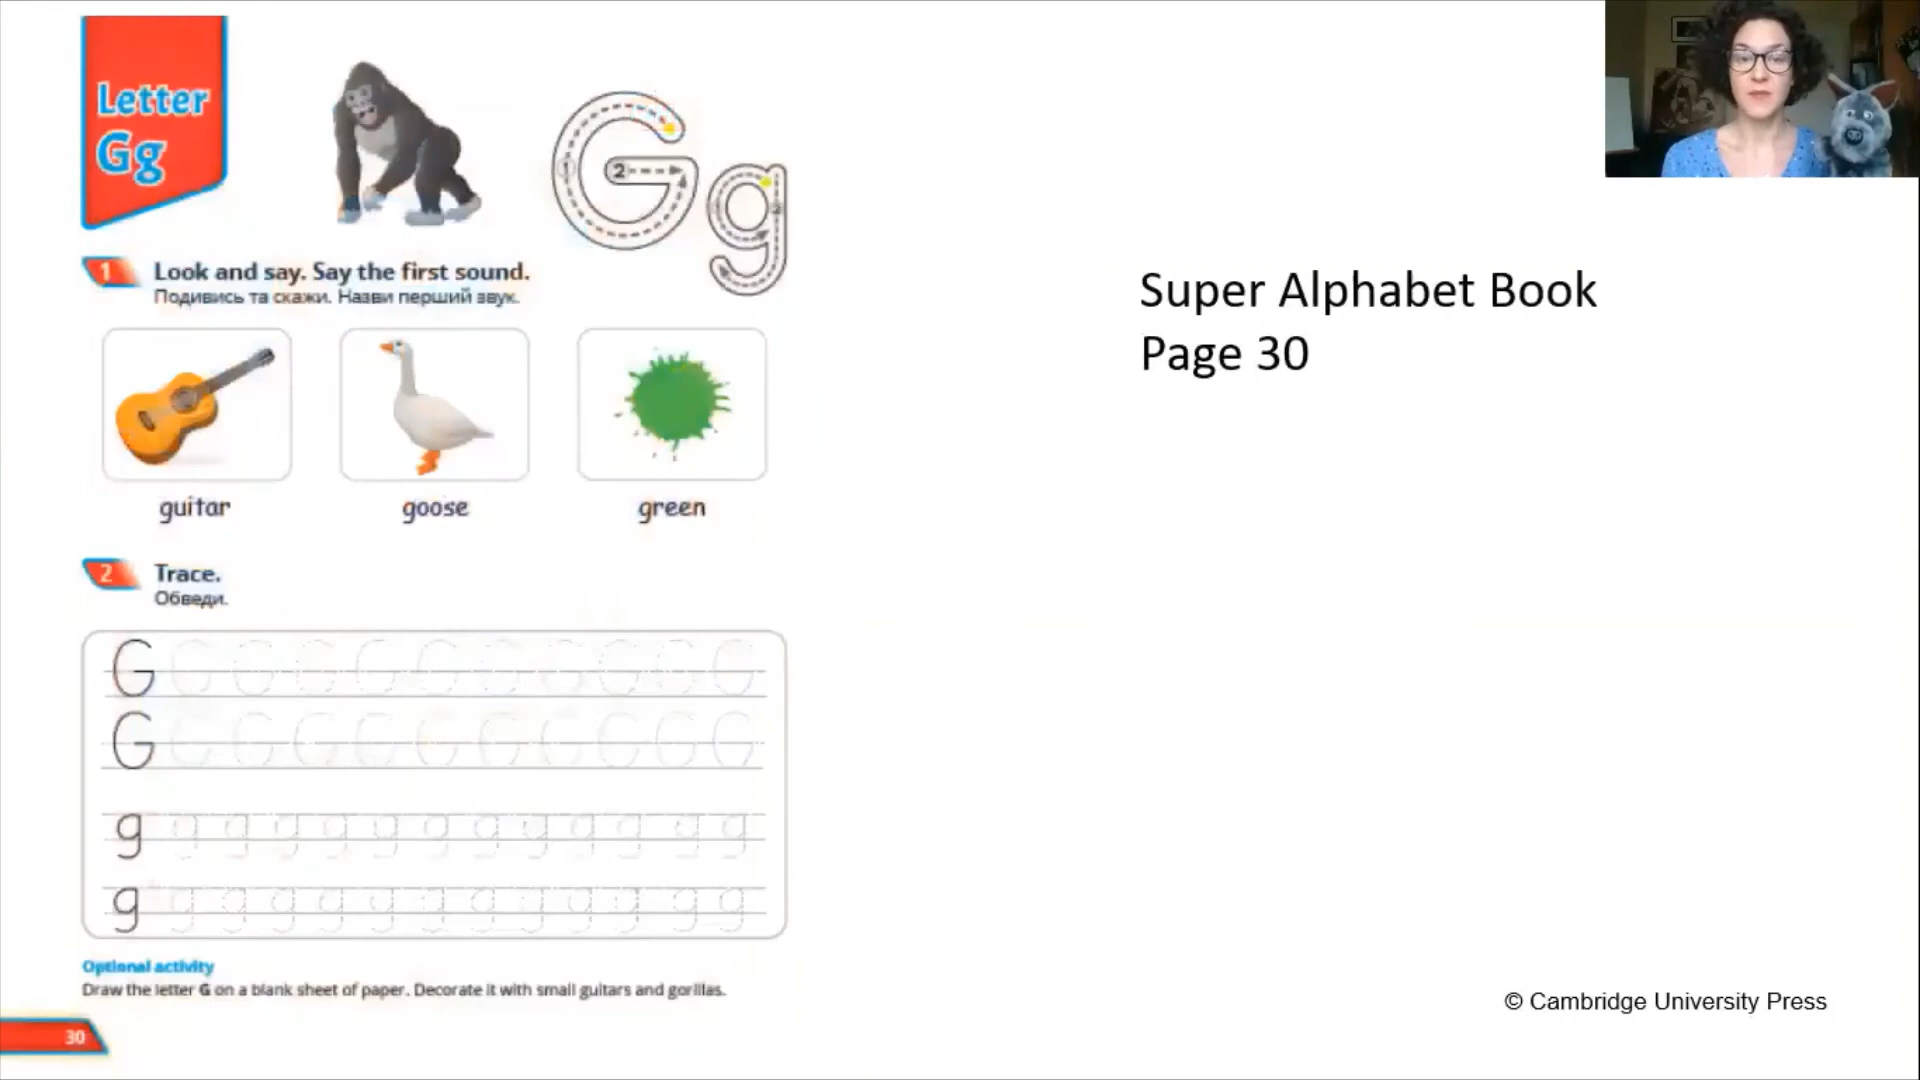 Letter
Gg
G g
1 2
1 Look and say. Say the first sound.
Подивись та скажи. Назви перший звук.
guitar goose green
2 Trace.
Обведи.
G G G G G G G G G G G
G G G G G G G G G G G
g g g g g g g g g g g g g
g g g g g g g g g g g g g
Optional activity
Draw the letter G on a blank sheet of paper. Decorate it with small guitars and gorillas.
30
Super Alphabet Book
Page 30
© Cambridge University Press